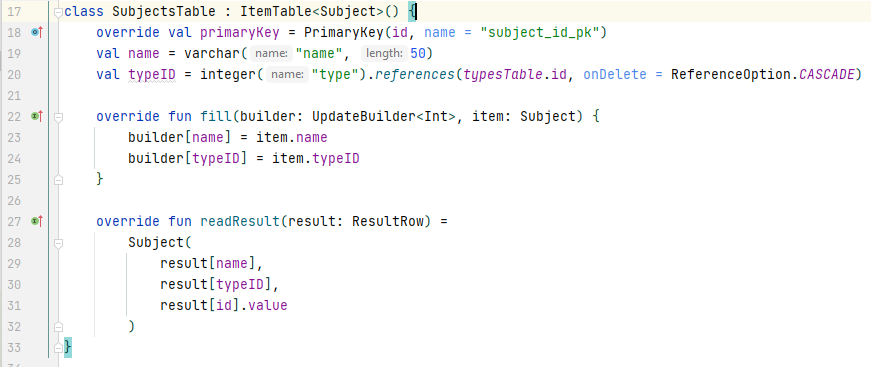 17 class SubjectsTable : ItemTable<Subject>() {
18     override val primaryKey = PrimaryKey(id, name = "subject_id_pk")
19     val name = varchar( name: "name", length: 50)
20     val typeID = integer( name: "type").references(typesTable.id, onDelete = ReferenceOption.CASCADE)
21
22     override fun fill(builder: UpdateBuilder<Int>, item: Subject) {
23         builder[name] = item.name
24         builder[typeID] = item.typeID
25     }
26
27     override fun readResult(result: ResultRow) =
28         Subject(
29             result[name],
30             result[typeID],
31             result[id].value
32         )
33 }